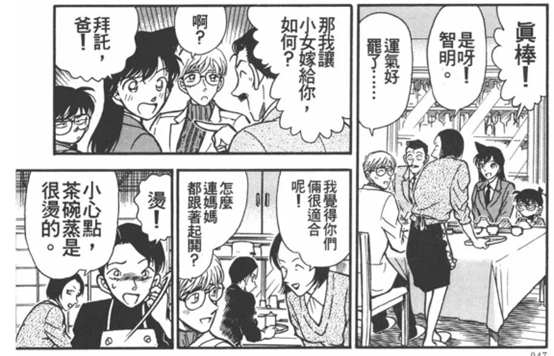 真棒！
是呀！
智明。
運氣好
罷了……
那我讓
小女嫁給你，
如何？
啊？
拜託，
爸！
我覺得你們
倆很適合
呢！
怎麼
連媽媽
都跟著起鬨？
燙！
小心點，
茶碗蒸是
很燙的。
047